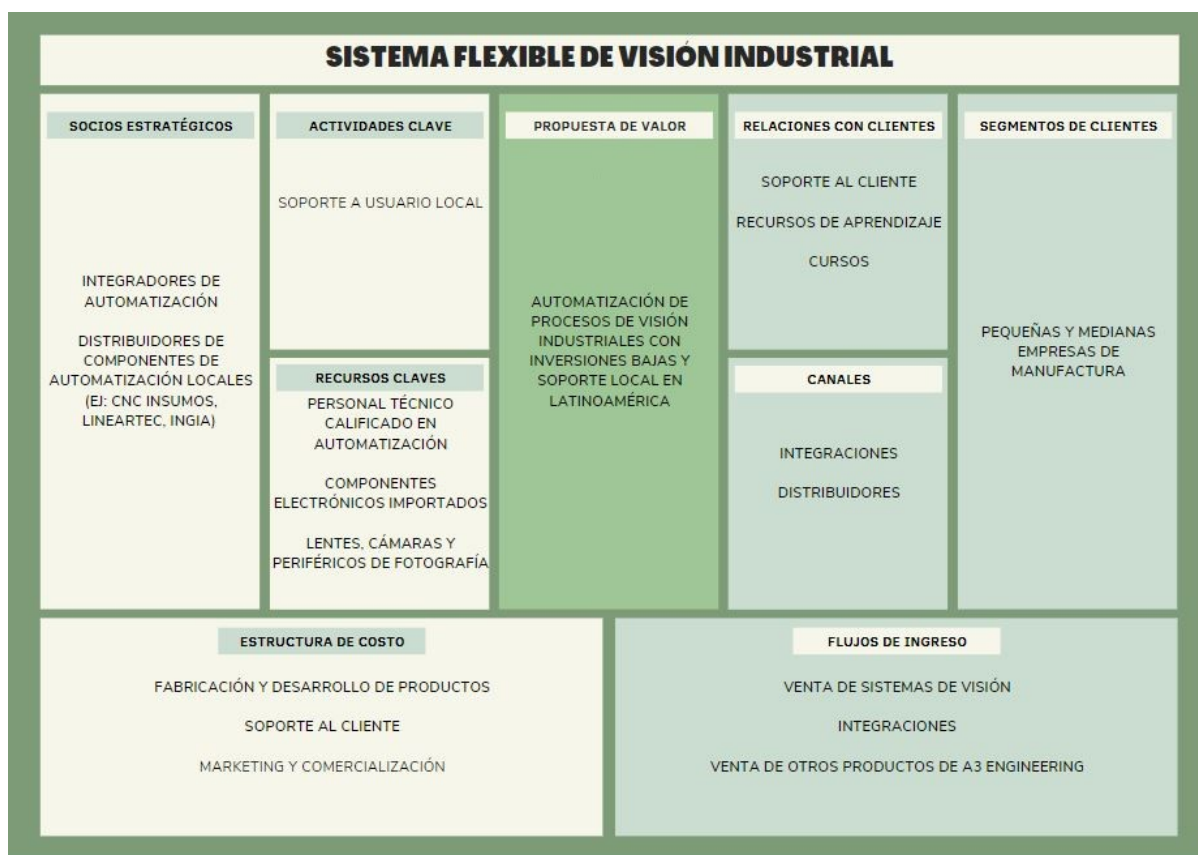 SISTEMA FLEXIBLE DE VISIÓN INDUSTRIAL
SOCIOS ESTRATÉGICOS
INTEGRADORES DE
AUTOMATIZACIÓN
DISTRIBUIDORES DE
COMPONENTES DE
AUTOMATIZACIÓN LOCALES
(EJ: CNC INSUMOS,
LINEARTEC, INGIA)
ACTIVIDADES CLAVE
SOPORTE A USUARIO LOCAL
RECURSOS CLAVES
PERSONAL TÉCNICO
CALIFICADO EN
AUTOMATIZACIÓN
COMPONENTES
ELECTRÓNICOS IMPORTADOS
LENTES, CÁMARAS Y
PERIFÉRICOS DE FOTOGRAFÍA
PROPUESTA DE VALOR
AUTOMATIZACIÓN DE
PROCESOS DE VISIÓN
INDUSTRIALES CON
INVERSIONES BAJAS Y
SOPORTE LOCAL EN
LATINOAMÉRICA
RELACIONES CON CLIENTES
SOPORTE AL CLIENTE
RECURSOS DE APRENDIZAJE
CURSOS
CANALES
INTEGRACIONES
DISTRIBUIDORES
SEGMENTOS DE CLIENTES
PEQUEÑAS Y MEDIANAS
EMPRESAS DE
MANUFACTURA
ESTRUCTURA DE COSTO
FABRICACIÓN Y DESARROLLO DE PRODUCTOS
SOPORTE AL CLIENTE
MARKETING Y COMERCIALIZACIÓN
FLUJOS DE INGRESO
VENTA DE SISTEMAS DE VISIÓN
INTEGRACIONES
VENTA DE OTROS PRODUCTOS DE A3 ENGINEERING